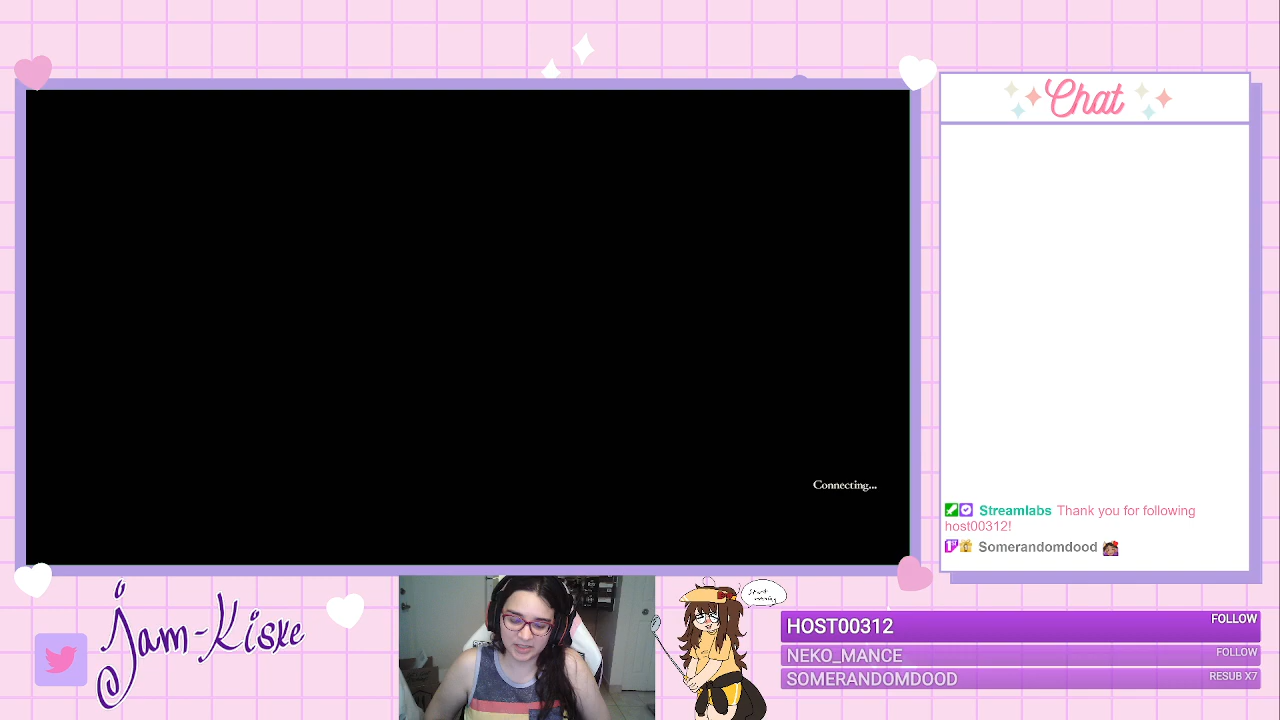 Chat
Connecting...
Streamlabs Thank you for following
host00312!
Somerandomdood
@Jam-Kiske
HOST00312 FOLLOW
NEKO_MANCE FOLLOW
SOMERANDOMDOOD RESUB X7